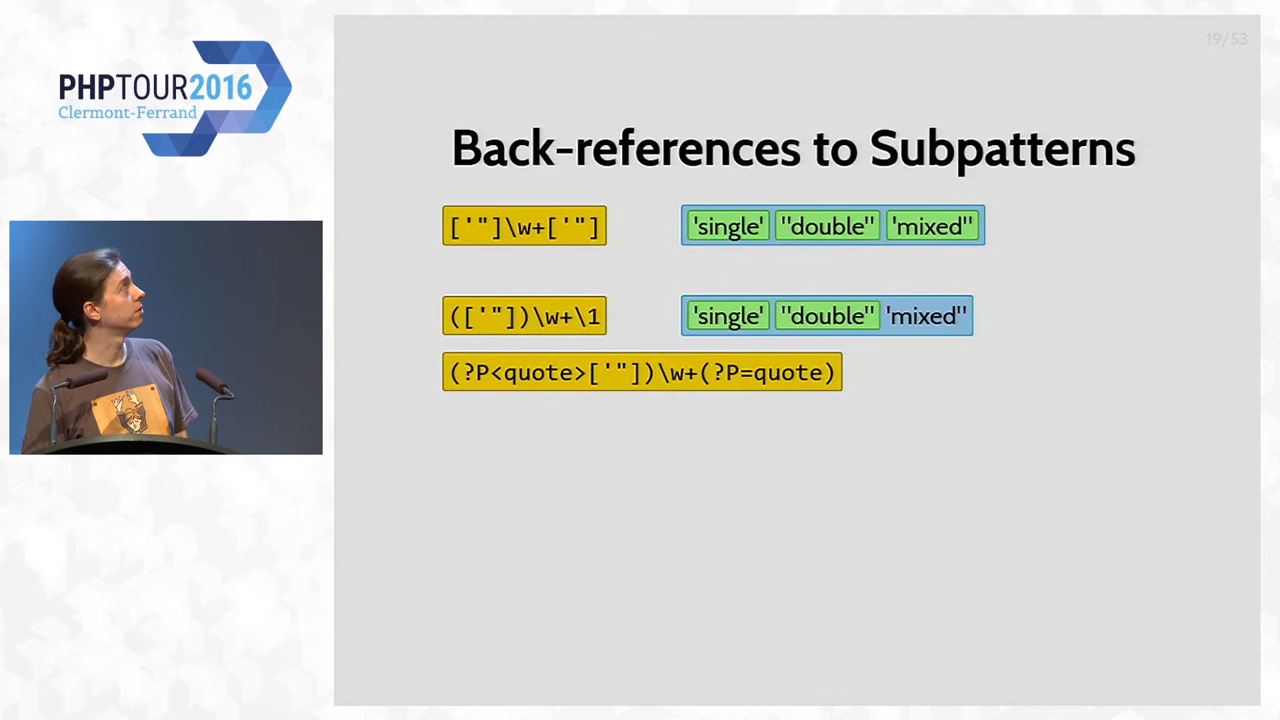 PHPTOUR2016
Clermont-Ferrand
19/53
Back-references to Subpatterns
['"]\w+['"]
'single' "double" 'mixed"
(['"])\w+\1
'single' "double" 'mixed"
(?P<quote>['"])\w+(?P=quote)